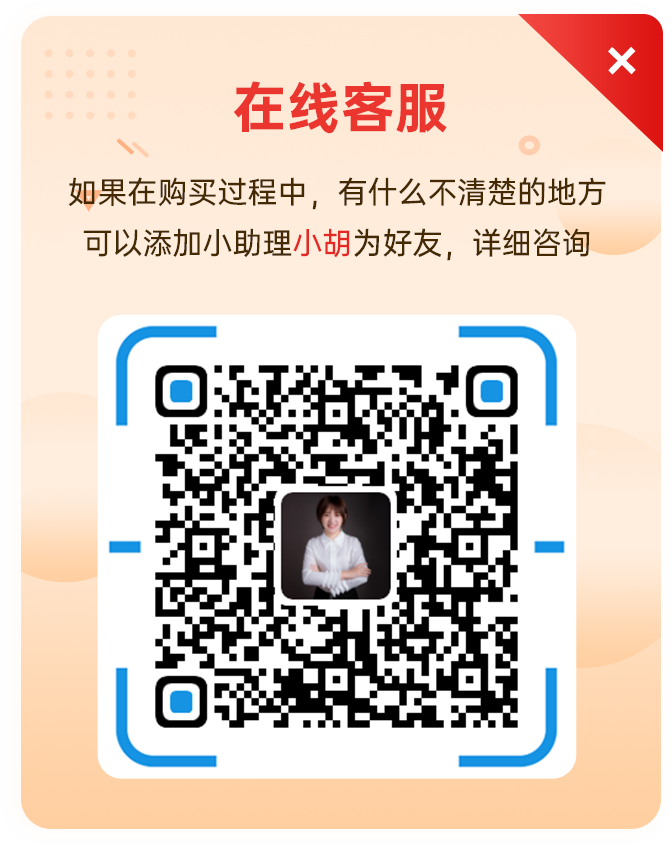 在线客服
如果在购买过程中，有什么不清楚的地方
可以添加小助理小胡为好友，详细咨询